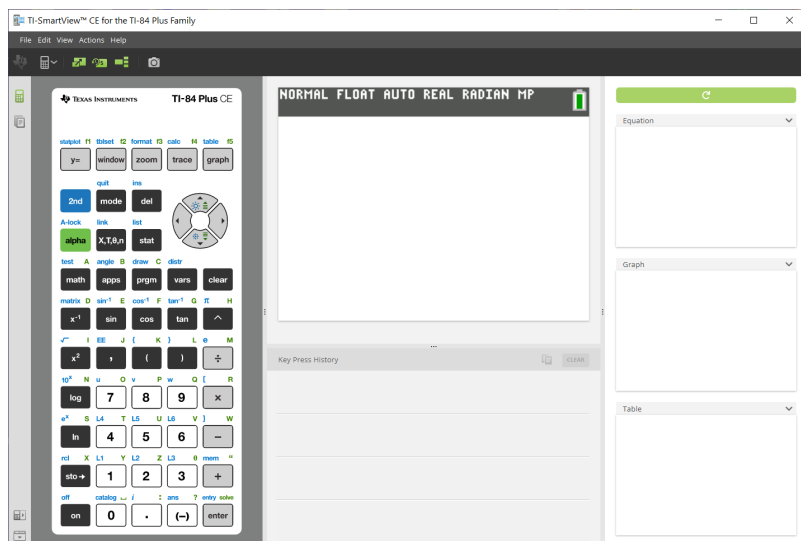 TI-SmartView™ CE for the TI-84 Plus Family
File Edit View Actions Help
TEXAS INSTRUMENTS TI-84 Plus CE
NORMAL FLOAT AUTO REAL RADIAN MP
statplot f1 tblset f2 format f3 calc f4 table f5
y= window zoom trace graph
quit ins
2nd mode del
A-lock link list
alpha X,T,θ,n stat
test A angle B draw C distr
math apps prgm vars clear
matrix D sin⁻¹ E cos⁻¹ F tan⁻¹ G π H
x⁻¹ sin cos tan ^
√ I EE J { K } L e M
x² , ( ) ÷
10ˣ N u O v P w Q [ R
log 7 8 9 ×
eˣ S L4 T L5 U L6 V ] W
ln 4 5 6 −
rcl X L1 Y L2 Z L3 θ mem "
sto→ 1 2 3 +
off catalog ⎵ i : ans ? entry solve
on 0 . (−) enter
Key Press History CLEAR
Equation
Graph
Table